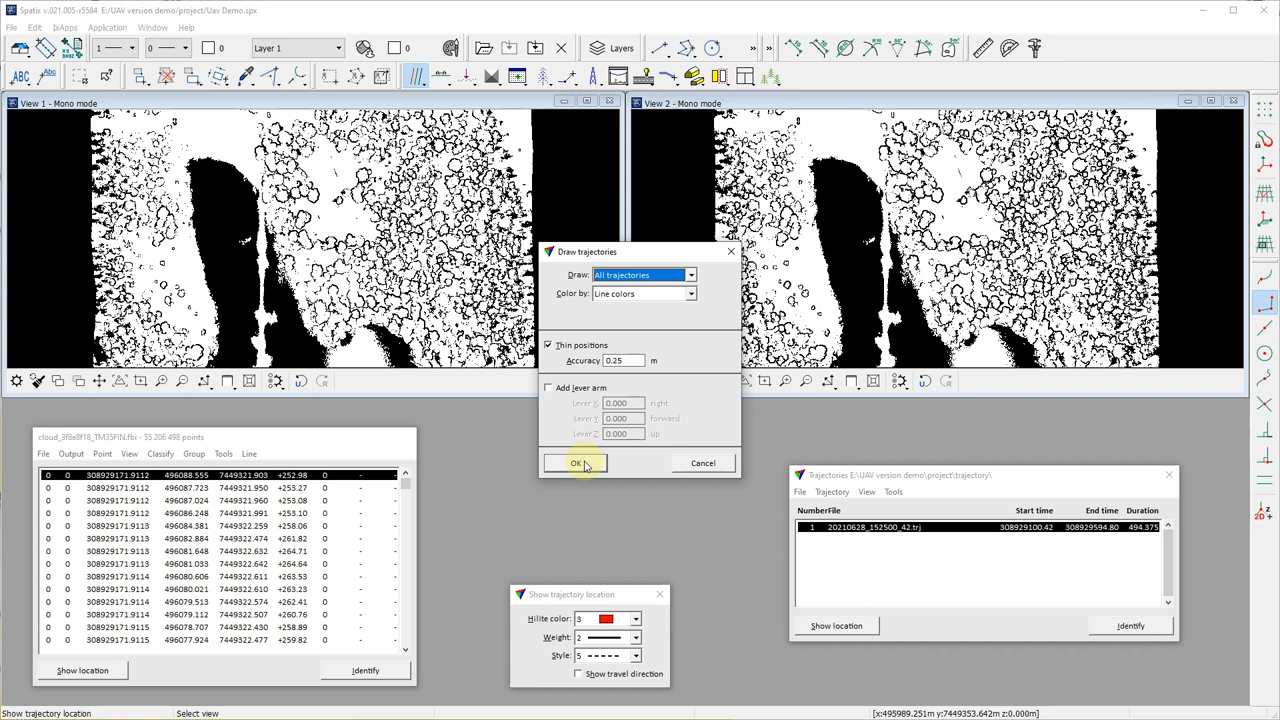 Spatix v.021.005-r5584 E:/UAV version demo/project/Uav Demo.spx
File Edit IxApps Application Window Help
1 0 0 Layer 1 0 Layers
ABC Abc
View 1 - Mono mode
View 2 - Mono mode
Draw trajectories
Draw: All trajectories
Color by: Line colors
Thin positions
Accuracy 0.25 m
Add lever arm
Lever X: 0.000 right
Lever Y: 0.000 forward
Lever Z: 0.000 up
OK Cancel
cloud_3f8e8f18_TM35FIN.fbi - 55 206 498 points
File Output Point View Classify Group Tools Line
0 0 308929171.9112 496088.555 7449321.903 +252.98 0 - -
0 0 308929171.9112 496087.723 7449321.950 +253.27 0 - -
0 0 308929171.9112 496087.024 7449321.960 +253.08 0 - -
0 0 308929171.9112 496086.248 7449321.991 +253.10 0 - -
0 0 308929171.9113 496084.381 7449322.259 +258.06 0 - -
0 0 308929171.9113 496082.884 7449322.474 +261.82 0 - -
0 0 308929171.9113 496081.648 7449322.632 +264.71 0 - -
0 0 308929171.9113 496081.033 7449322.642 +264.64 0 - -
0 0 308929171.9114 496080.606 7449322.611 +263.53 0 - -
0 0 308929171.9114 496080.021 7449322.610 +263.23 0 - -
0 0 308929171.9114 496079.513 7449322.574 +262.41 0 - -
0 0 308929171.9114 496079.112 7449322.507 +260.76 0 - -
0 0 308929171.9115 496078.707 7449322.430 +258.89 0 - -
0 0 308929171.9115 496077.924 7449322.477 +259.82 0 - -
Show location Identify
Show trajectory location
Hilite color: 3
Weight: 2
Style: 5
Show travel direction
Trajectories E:\UAV version demo\project\trajectory\
File Trajectory View Tools
Number File Start time End time Duration
1 20210628_152500_42.trj 308929100.42 308929594.80 494.375
Show location Identify
Show trajectory location Select view [x:495989.251m y:7449353.642m z:0.000m]